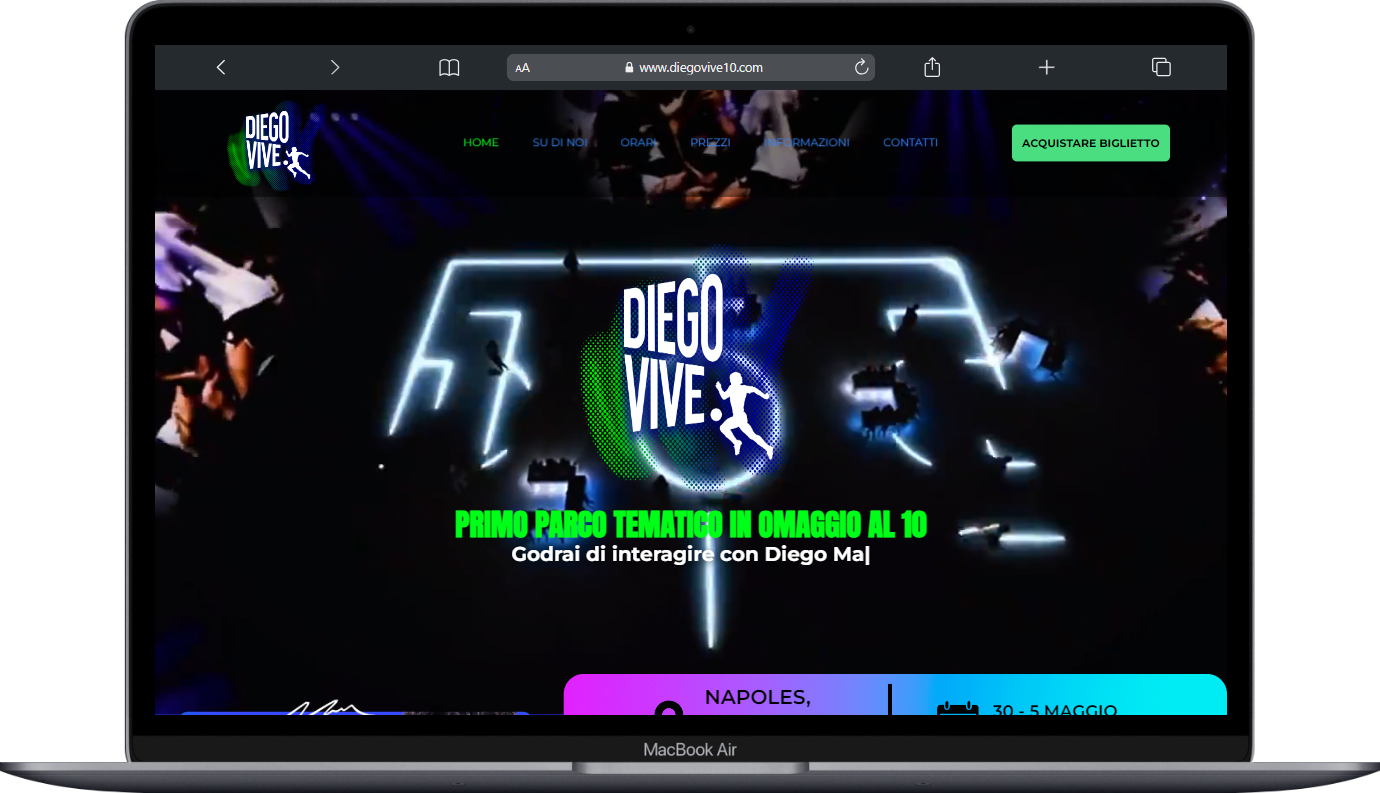 AA
www.diegovive10.com
DIEGO
VIVE.
HOME SU DI NOI ORARI PREZZI INFORMAZIONI CONTATTI
ACQUISTARE BIGLIETTO
DIEGO
VIVE.
PRIMO PARCO TEMATICO IN OMAGGIO AL 10
Godrai di interagire con Diego Ma|
NAPOLES,
30 - 5 MAGGIO
MacBook Air